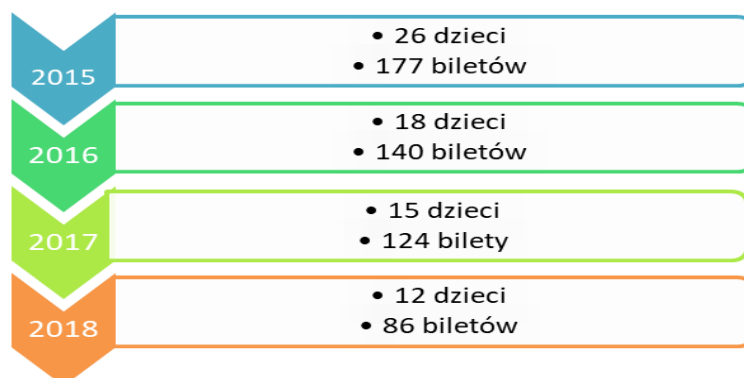 2015
• 26 dzieci
• 177 biletów
2016
• 18 dzieci
• 140 biletów
2017
• 15 dzieci
• 124 bilety
2018
• 12 dzieci
• 86 biletów